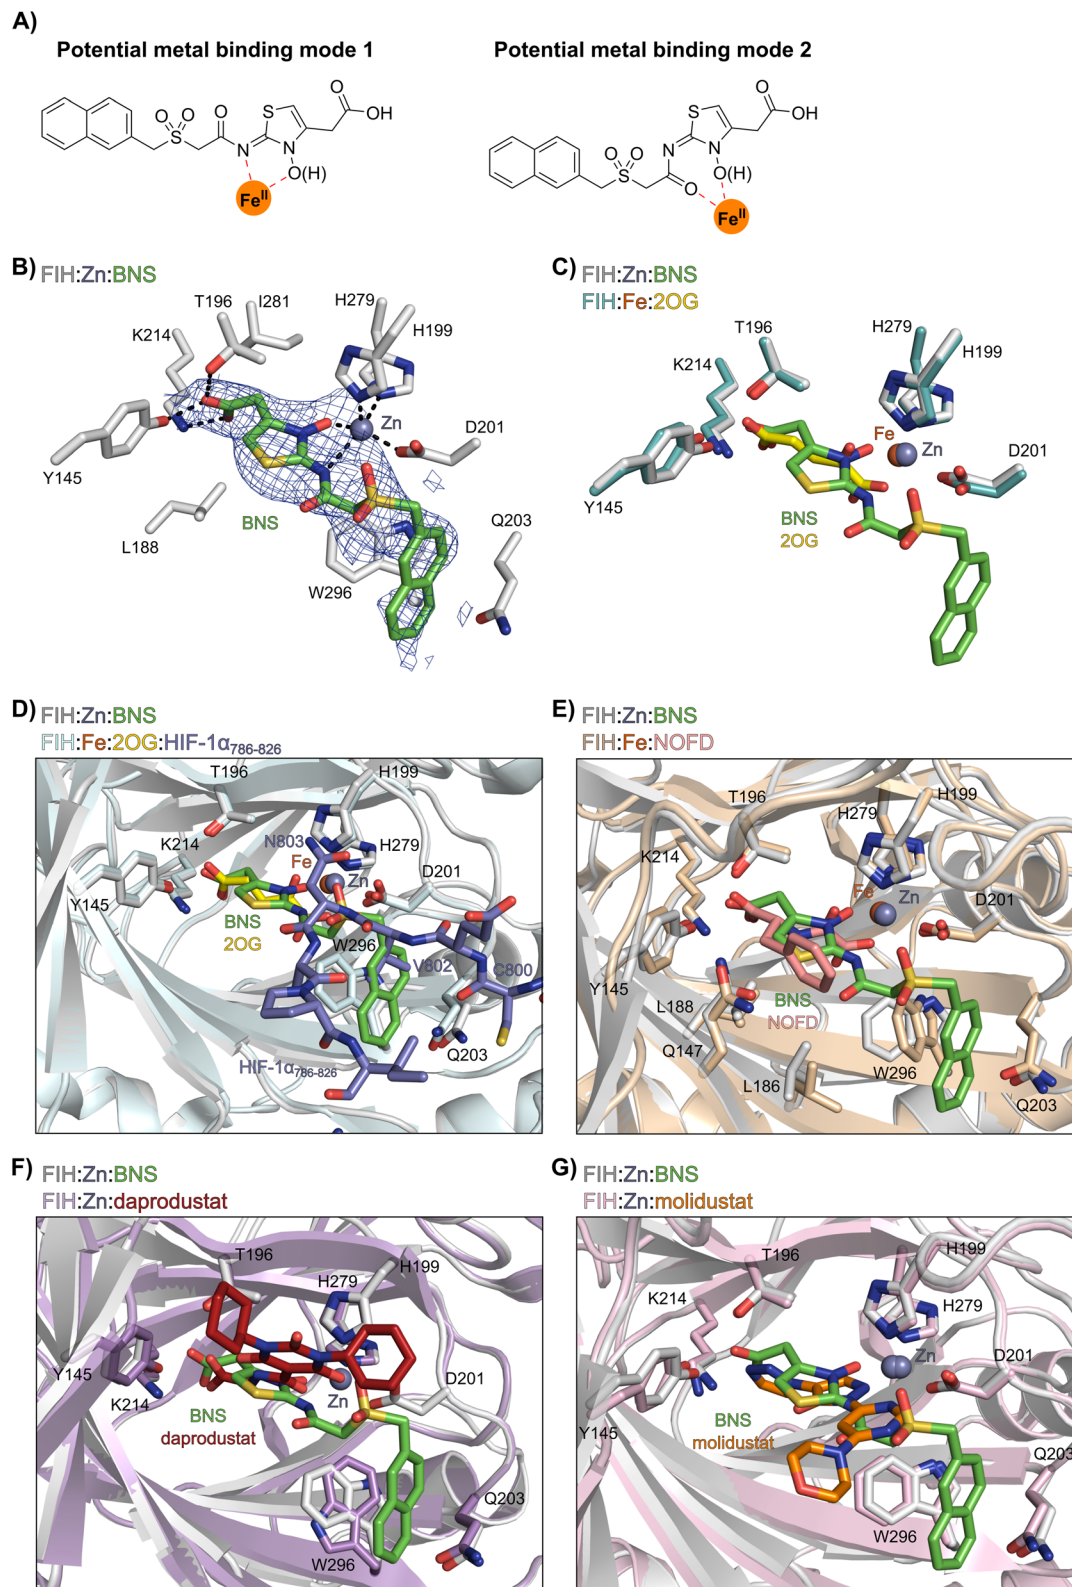 A)
Potential metal binding mode 1
Potential metal binding mode 2
O O
S
O
N
S
N
O(H)
Fe^II
O
OH
O O
S
O
N
S
N
O(H)
Fe^II
O
OH
B) FIH:Zn:BNS
T196 I281 H279
K214 H199
Zn
D201
Y145
BNS
L188
Q203
W296
C) FIH:Zn:BNS
FIH:Fe:2OG
T196 H279
K214 H199
Fe
Zn
D201
Y145
BNS
2OG
D) FIH:Zn:BNS
FIH:Fe:2OG:HIF-1α786-826
T196 H199
K214 N803 H279
Fe
Zn D201
Y145
BNS
2OG
W296
V802 C800
Q203
HIF-1α786-826
E) FIH:Zn:BNS
FIH:Fe:NOFD
T196 H199
H279
K214
Fe
Zn
D201
Y145
BNS
NOFD
L188
Q147
L186
W296
Q203
F) FIH:Zn:BNS
FIH:Zn:daprodustat
T196 H199
H279
Y145
K214
D201
Zn
BNS
daprodustat
Q203
W296
G) FIH:Zn:BNS
FIH:Zn:molidustat
T196 H199
K214 H279
Zn
D201
BNS
molidustat
Y145
Q203
W296